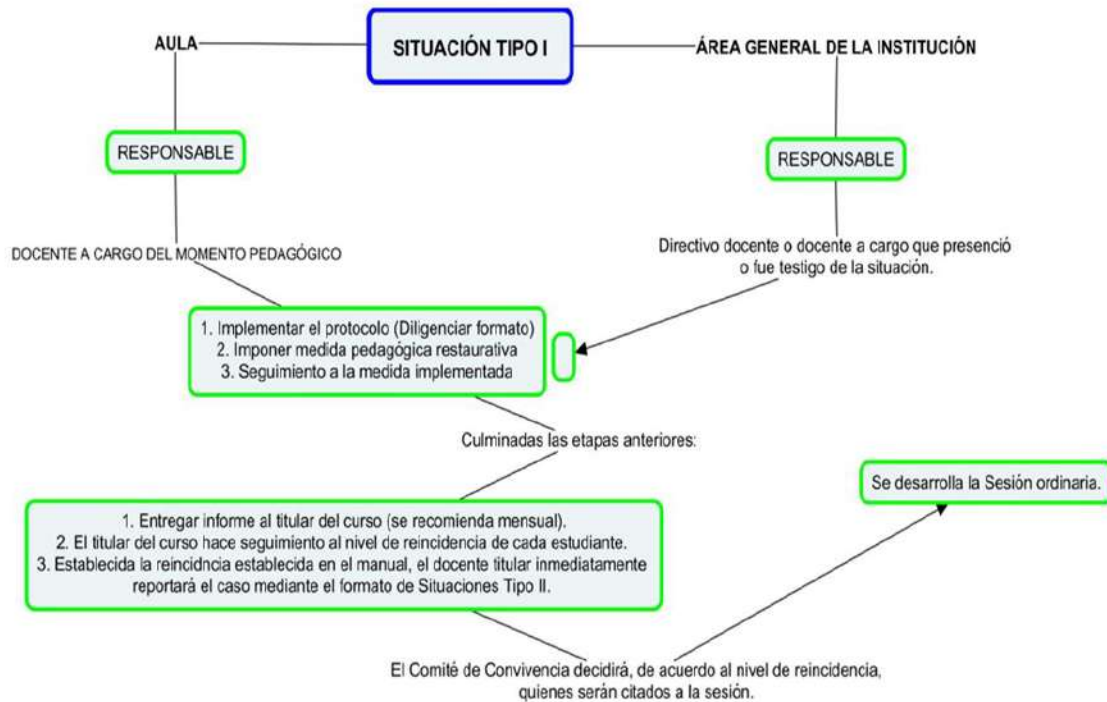 AULA
SITUACIÓN TIPO I
ÁREA GENERAL DE LA INSTITUCIÓN
RESPONSABLE
RESPONSABLE
DOCENTE A CARGO DEL MOMENTO PEDAGÓGICO
Directivo docente o docente a cargo que presenció
o fue testigo de la situación.
1. Implementar el protocolo (Diligenciar formato)
2. Imponer medida pedagógica restaurativa
3. Seguimiento a la medida implementada
Culminadas las etapas anteriores:
Se desarrolla la Sesión ordinaria.
1. Entregar informe al titular del curso (se recomienda mensual).
2. El titular del curso hace seguimiento al nivel de reincidencia de cada estudiante.
3. Establecida la reincidncia establecida en el manual, el docente titular inmediatamente
reportará el caso mediante el formato de Situaciones Tipo II.
El Comité de Convivencia decidirá, de acuerdo al nivel de reincidencia,
quienes serán citados a la sesión.